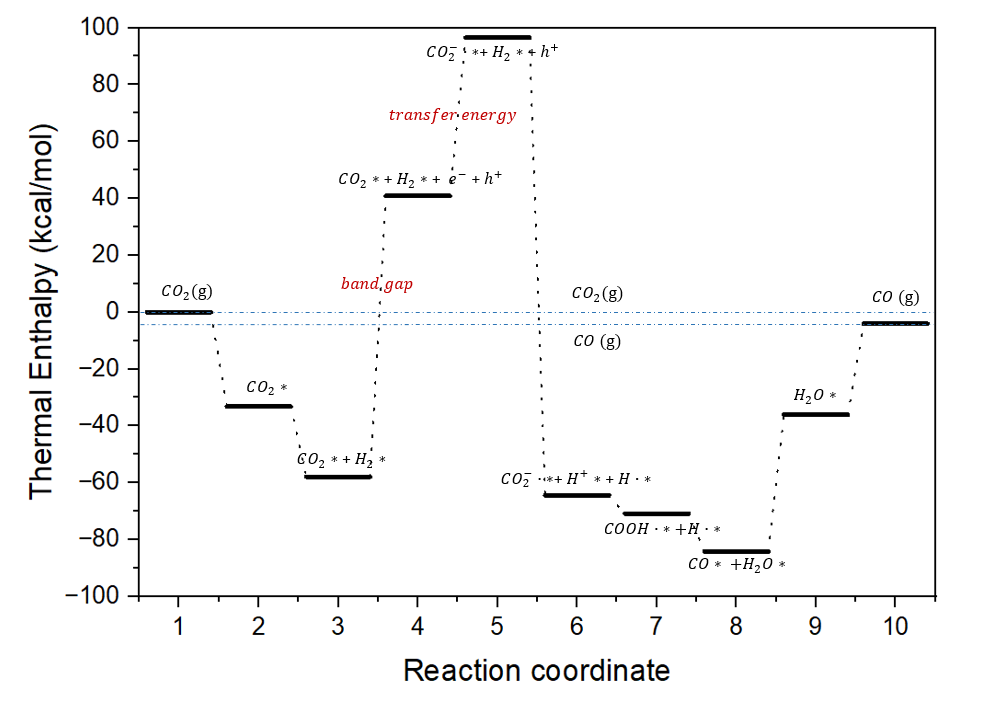 100
80
60
40
20
0
−20
−40
−60
−80
−100
Thermal Enthalpy (kcal/mol)
CO₂⁻ *+ H₂ *+ h⁺
transfer energy
CO₂ *+ H₂ *+ e⁻ + h⁺
band gap
CO₂(g)
CO₂(g)
CO (g)
CO (g)
CO₂ *
H₂O *
CO₂ *+ H₂ *
CO₂⁻ ·*+ H⁺ *+ H · *
COOH · *+H · *
CO * +H₂O *
1 2 3 4 5 6 7 8 9 10
Reaction coordinate